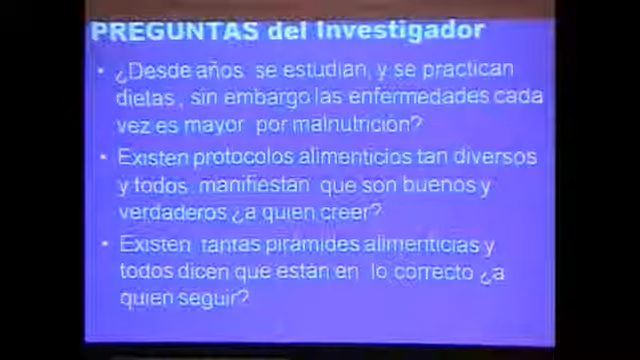 PREGUNTAS del Investigador
• ¿Desde años se estudian, y se practican
dietas, sin embargo las enfermedades cada
vez es mayor por malnutrición?
• Existen protocolos alimenticios tan diversos
y todos manifiestan que son buenos y
verdaderos ¿a quien creer?
• Existen tantas pirámides alimenticias y
todos dicen que están en lo correcto ¿a
quien seguir?